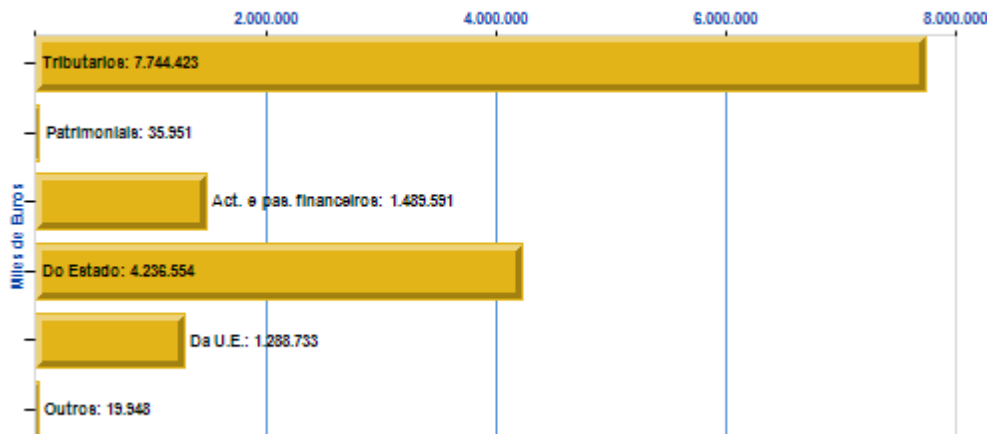 2.000.000 4.000.000 6.000.000 8.000.000
Tributarios: 7.744.423
Patrimoniais: 35.951
Act. e pas. financeiros: 1.489.591
Do Estado: 4.236.554
Da U.E.: 1.288.733
Outros: 19.948
Miles de Euros